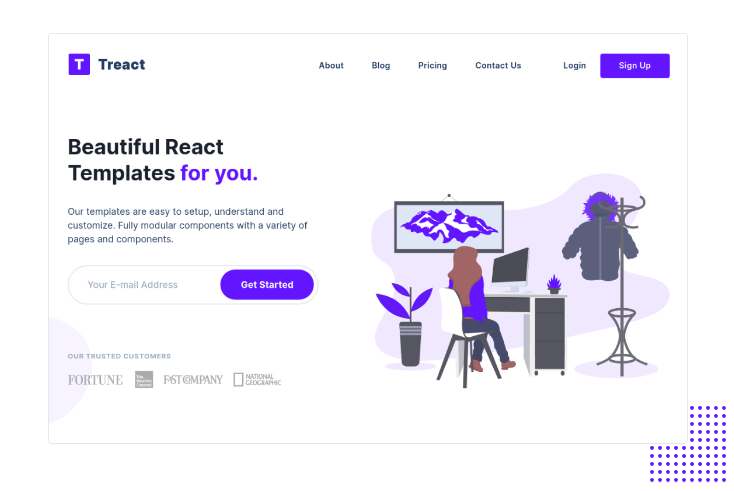 T Treact
About Blog Pricing Contact Us Login Sign Up
Beautiful React
Templates for you.
Our templates are easy to setup, understand and
customize. Fully modular components with a variety of
pages and components.
Your E-mail Address Get Started
OUR TRUSTED CUSTOMERS
FORTUNE
The
Weather
Channel
FAST COMPANY
NATIONAL
GEOGRAPHIC